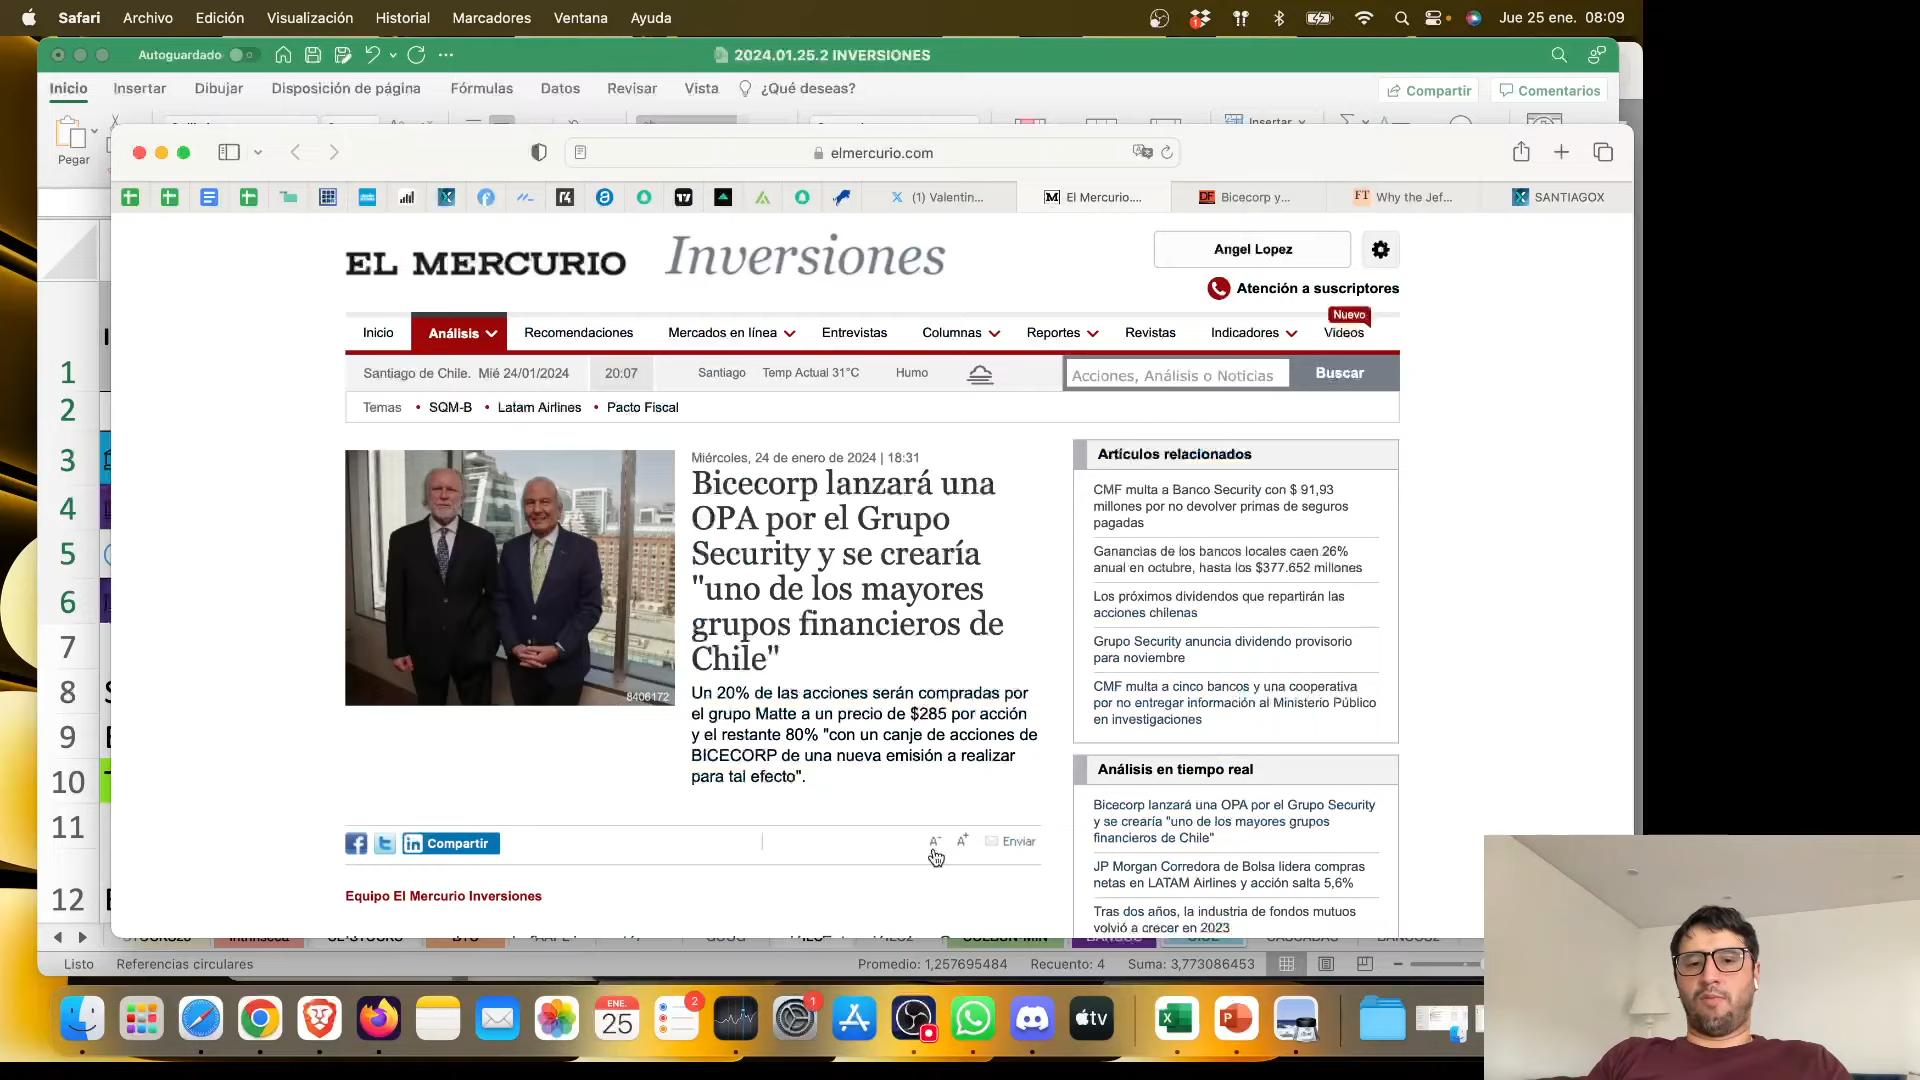 Safari Archivo Edición Visualización Historial Marcadores Ventana Ayuda
1
Jue 25 ene. 08:09
Autoguardado
2024.01.25.2 INVERSIONES
Inicio Insertar Dibujar Disposición de página Fórmulas Datos Revisar Vista ¿Qué deseas?
Compartir Comentarios
Pegar
Insertar
elmercurio.com
(1) Valentin...
El Mercurio....
Bicecorp y...
Why the Jef...
SANTIAGOX
EL MERCURIO
Inversiones
Angel Lopez
Atención a suscriptores
Nuevo
Inicio Análisis Recomendaciones Mercados en línea Entrevistas Columnas Reportes Revistas Indicadores Videos
Santiago de Chile. Mié 24/01/2024 20:07 Santiago Temp Actual 31°C Humo
Acciones, Análisis o Noticias Buscar
Temas • SQM-B • Latam Airlines • Pacto Fiscal
8406172
Miércoles, 24 de enero de 2024 | 18:31
Bicecorp lanzará una
OPA por el Grupo
Security y se crearía
"uno de los mayores
grupos financieros de
Chile"
Un 20% de las acciones serán compradas por
el grupo Matte a un precio de $285 por acción
y el restante 80% "con un canje de acciones de
BICECORP de una nueva emisión a realizar
para tal efecto".
Compartir
A- A+ Enviar
Equipo El Mercurio Inversiones
Artículos relacionados
CMF multa a Banco Security con $ 91,93
millones por no devolver primas de seguros
pagadas
Ganancias de los bancos locales caen 26%
anual en octubre, hasta los $377.652 millones
Los próximos dividendos que repartirán las
acciones chilenas
Grupo Security anuncia dividendo provisorio
para noviembre
CMF multa a cinco bancos y una cooperativa
por no entregar información al Ministerio Público
en investigaciones
Análisis en tiempo real
Bicecorp lanzará una OPA por el Grupo Security
y se crearía "uno de los mayores grupos
financieros de Chile"
JP Morgan Corredora de Bolsa lidera compras
netas en LATAM Airlines y acción salta 5,6%
Tras dos años, la industria de fondos mutuos
volvió a crecer en 2023
1
2
3
4
5
6
7
8
9
10
11
12
Listo Referencias circulares
Promedio: 1,257695484 Recuento: 4 Suma: 3,773086453
ENE.
25
2
1
tv